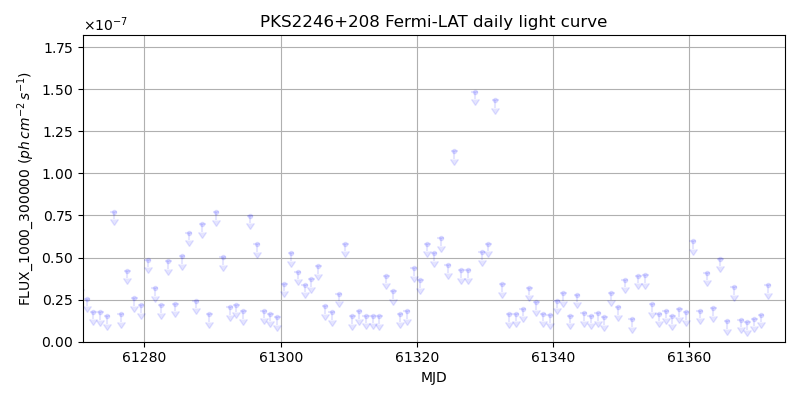 PKS2246+208 Fermi-LAT daily light curve
×10⁻⁷
1.75
1.50
1.25
1.00
0.75
0.50
0.25
0.00
FLUX_1000_300000 (ph cm⁻² s⁻¹)
61280 61300 61320 61340 61360
MJD